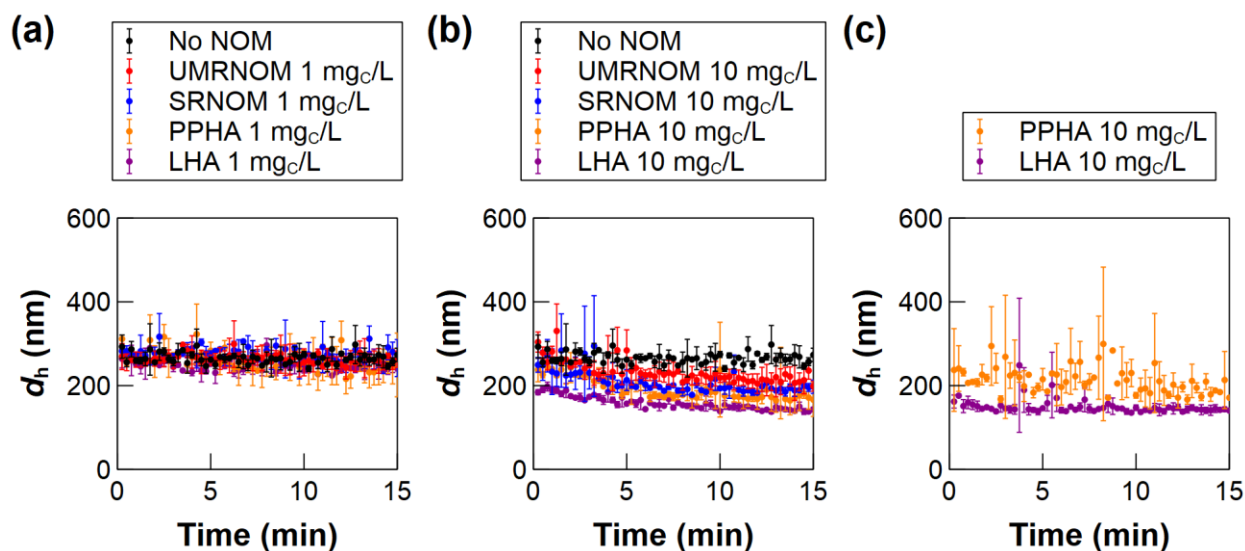 (a)
No NOM
UMRNOM 1 mgC/L
SRNOM 1 mgC/L
PPHA 1 mgC/L
LHA 1 mgC/L
600
400
200
0
dh (nm)
0 5 10 15
Time (min)
(b)
No NOM
UMRNOM 10 mgC/L
SRNOM 10 mgC/L
PPHA 10 mgC/L
LHA 10 mgC/L
600
400
200
0
dh (nm)
0 5 10 15
Time (min)
(c)
PPHA 10 mgC/L
LHA 10 mgC/L
600
400
200
0
dh (nm)
0 5 10 15
Time (min)